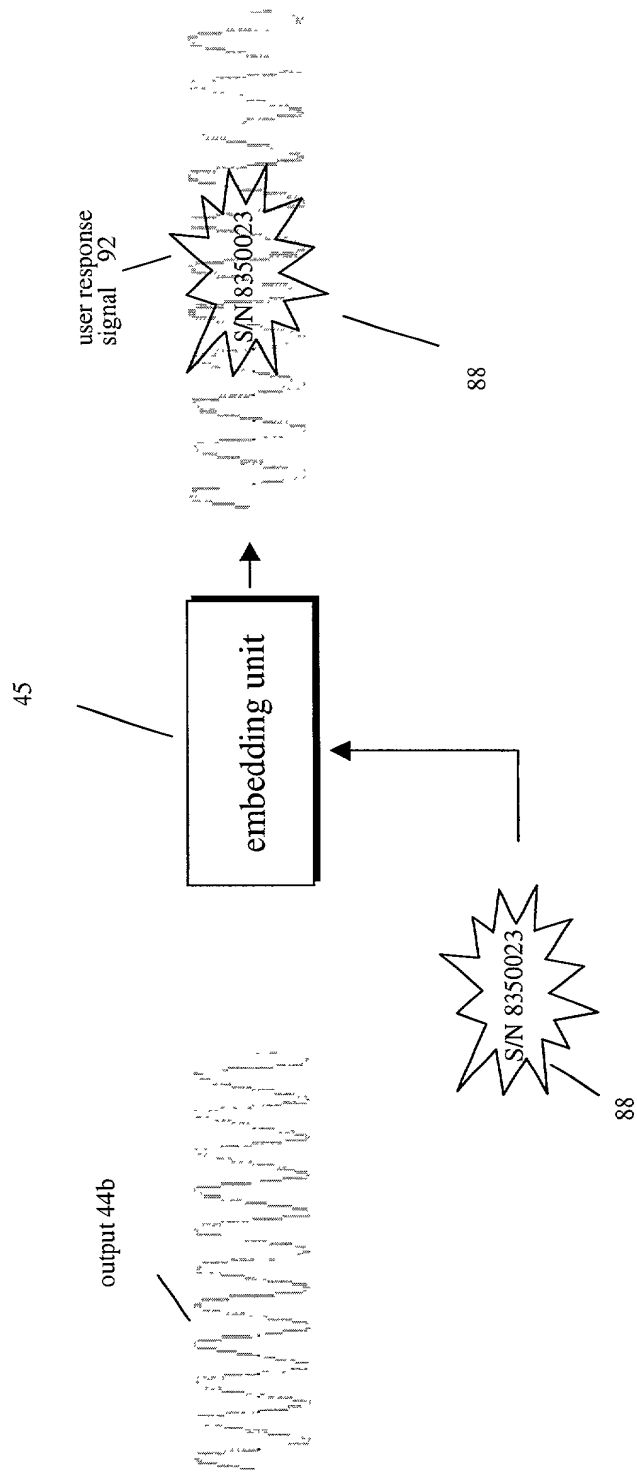 output 44b
88
S/N 8350023
45
embedding unit
user response
signal 92
S/N 8350023
88